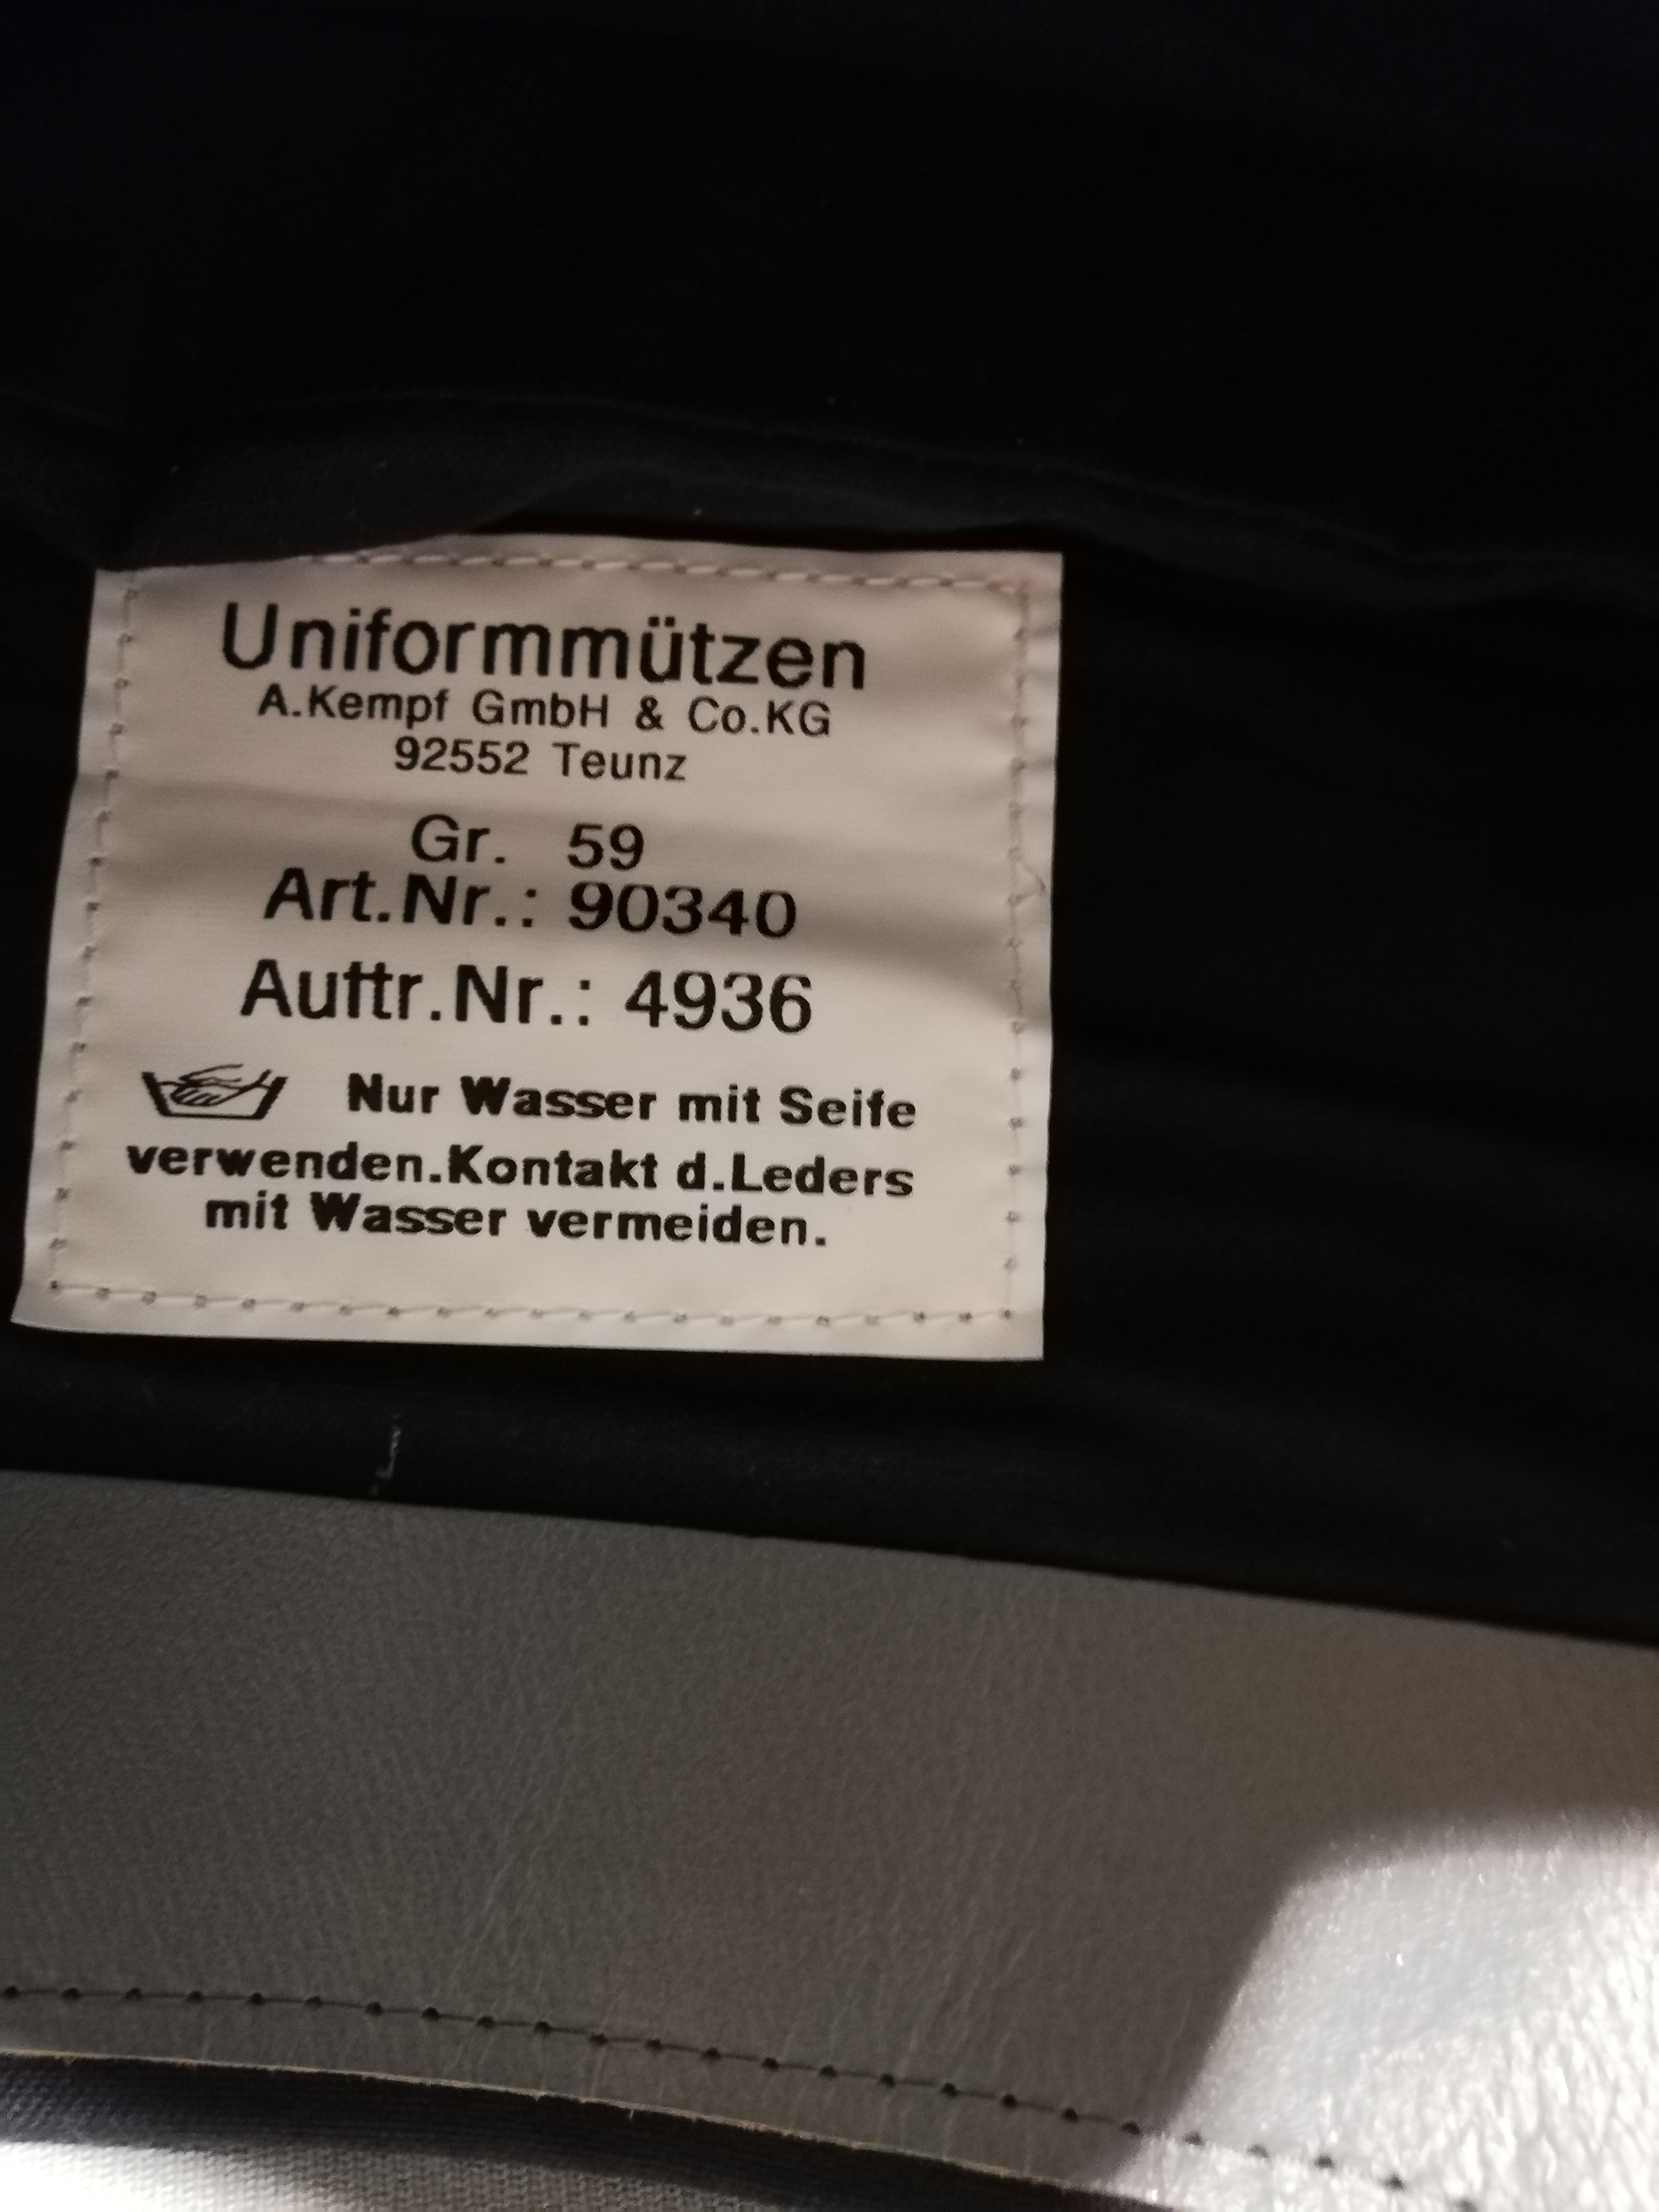 Uniformmützen
A.Kempf GmbH & Co.KG
92552 Teunz
Gr. 59
Art.Nr.: 90340
Auftr.Nr.: 4936
Nur Wasser mit Seife
verwenden.Kontakt d.Leders
mit Wasser vermeiden.